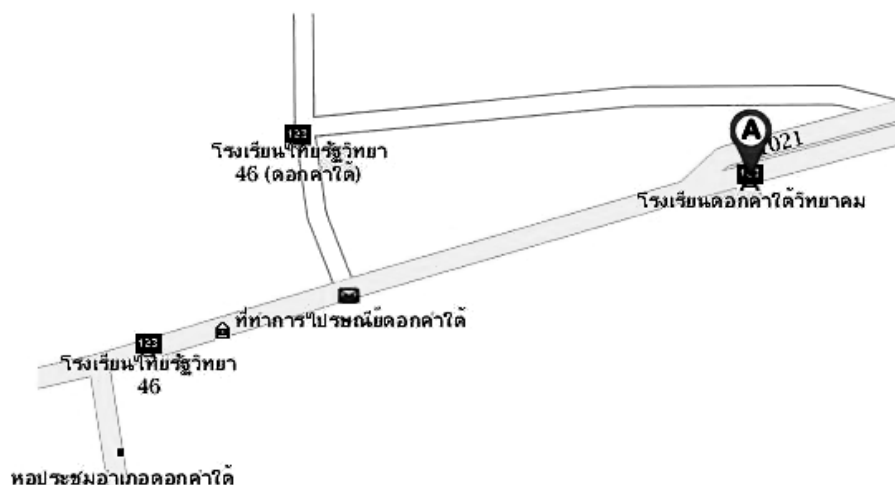 A
1021
123
โรงเรียนไทยรัฐวิทยา
46 (ดอกคำใต้)
โรงเรียนดอกคำใต้วิทยาคม
ที่ทำการไปรษณีย์ดอกคำใต้
123
โรงเรียนไทยรัฐวิทยา
46
หอประชุมอำเภอดอกคำใต้